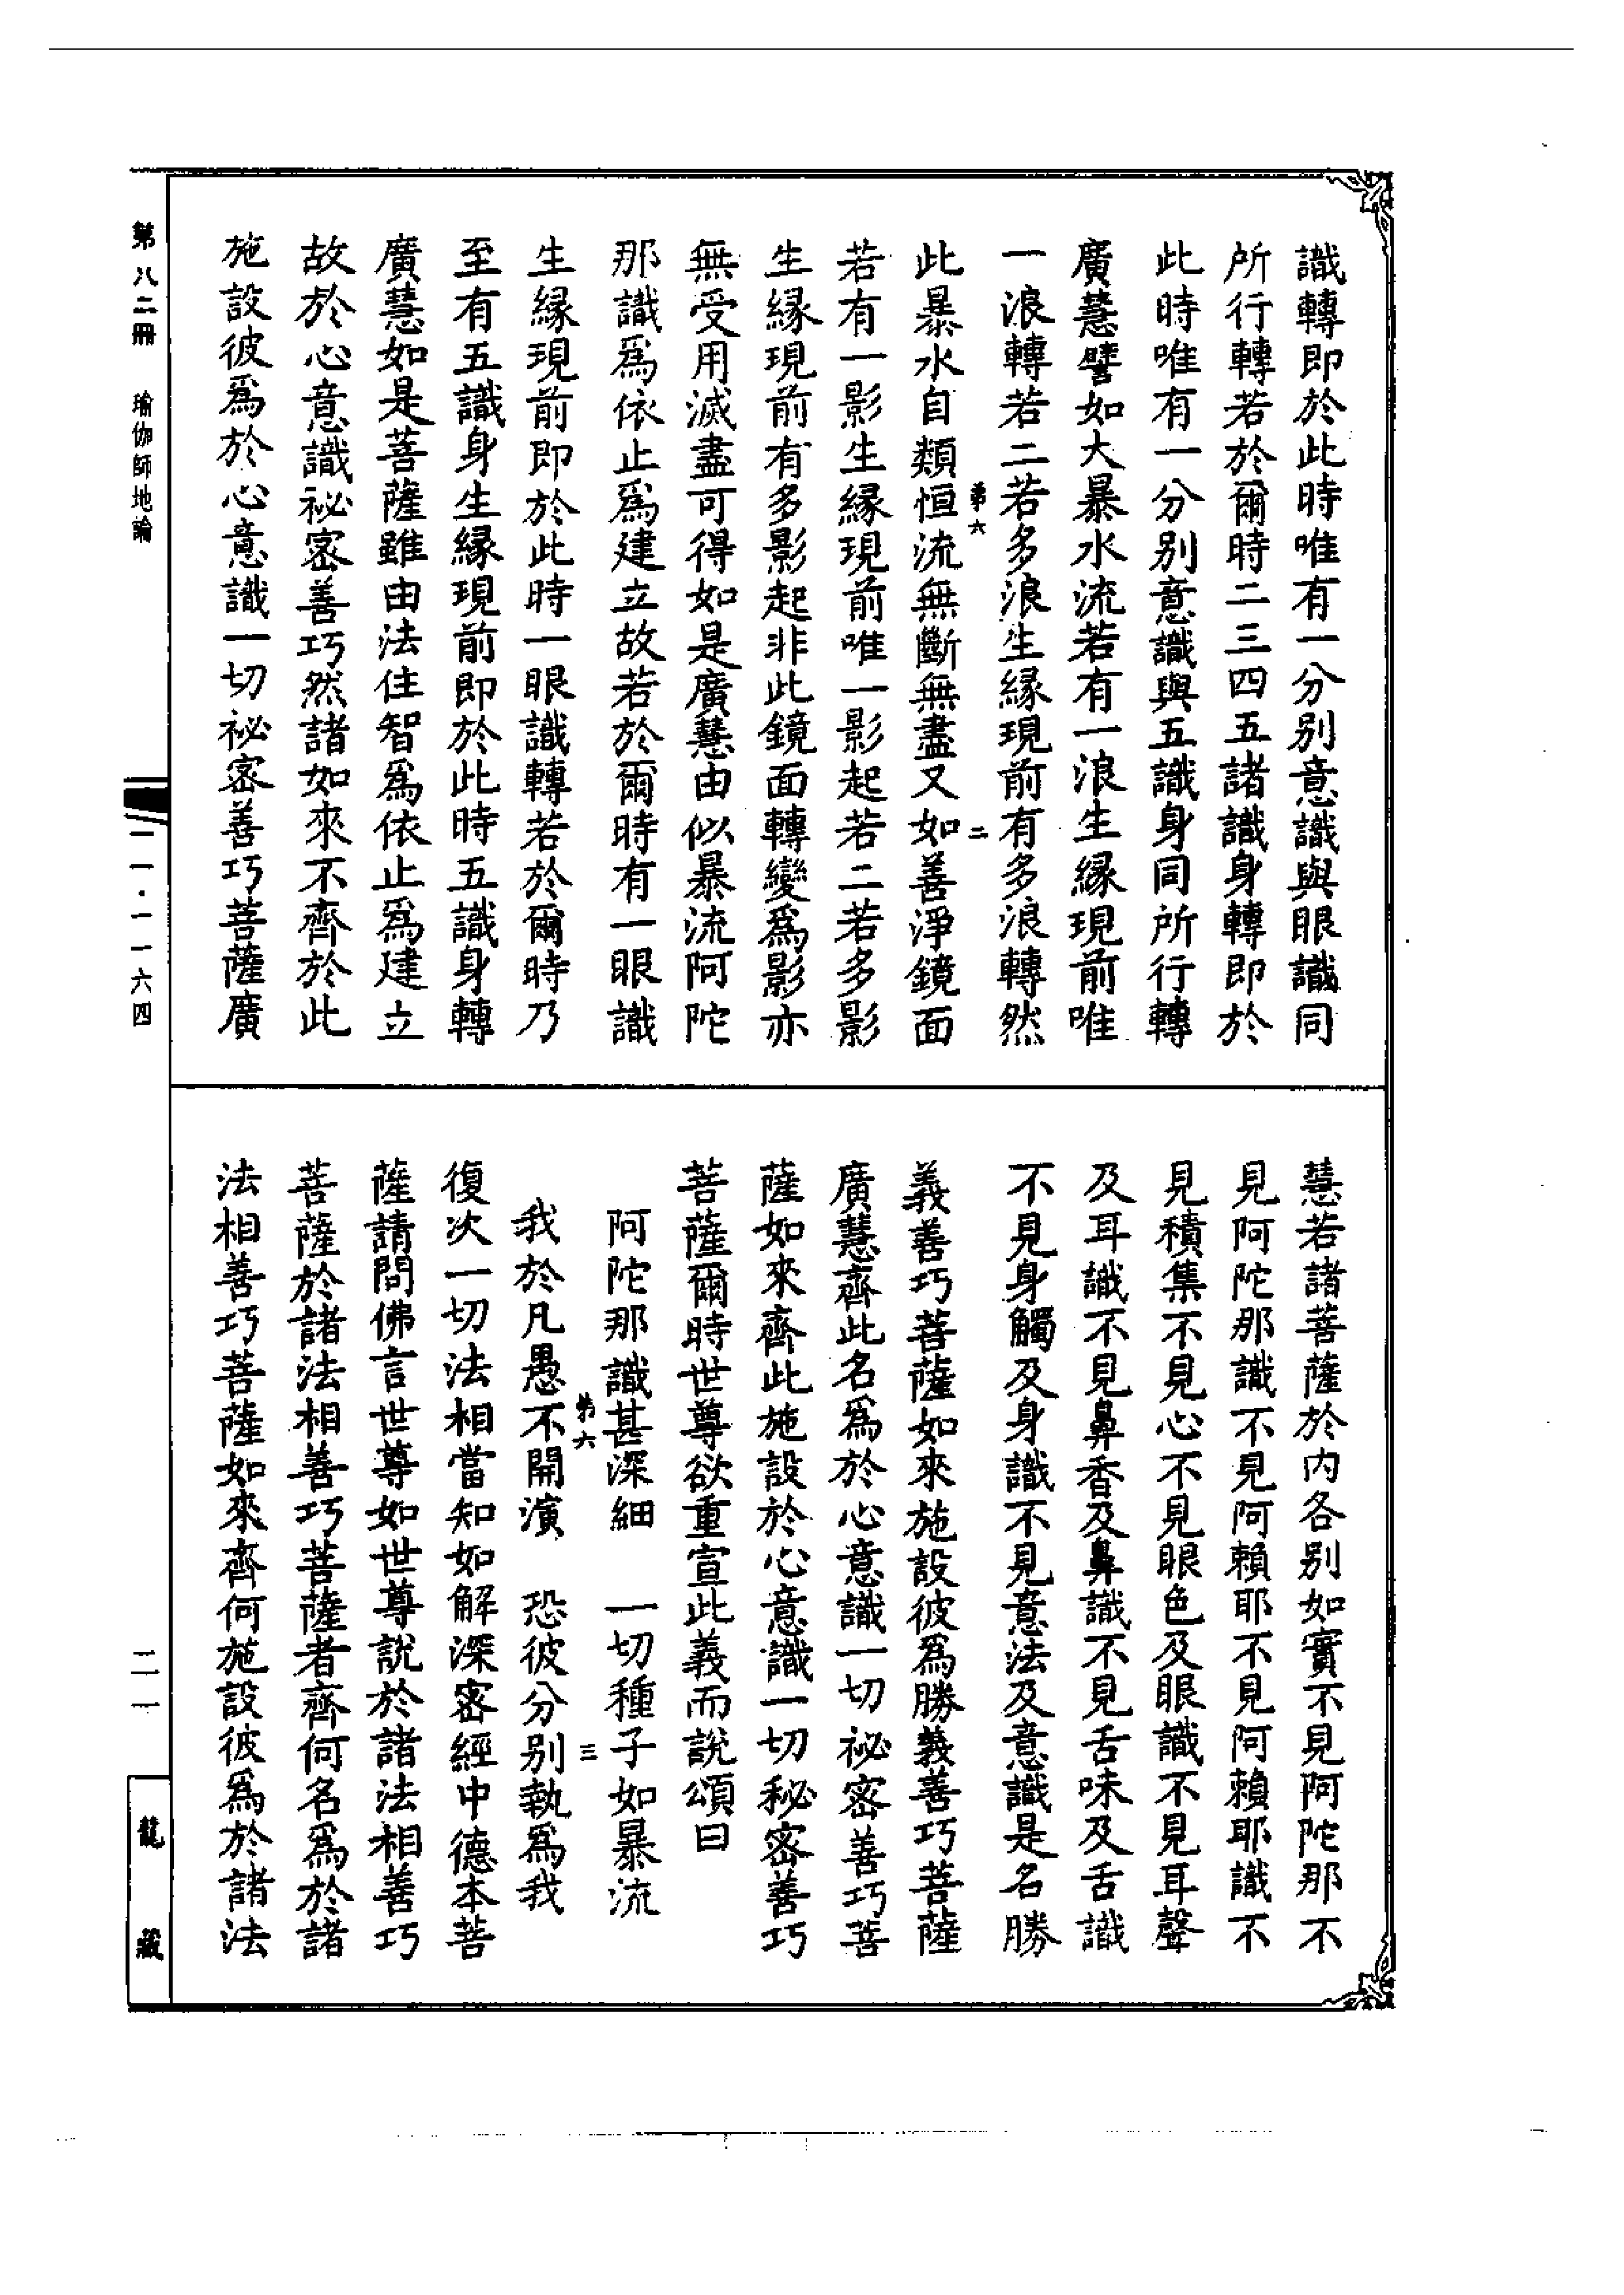 識轉即於此時唯有一分別意識與眼識同
所行轉若於爾時二三四五諸識身轉即於
此時唯有一分別意識與五識身同所行轉
廣慧譬如大暴水流若有一浪生緣現前唯
一浪轉若二若多浪生緣現前有多浪轉然
第六 二
此暴水自類恒流無斷無盡又如善淨鏡面
若有一影生緣現前唯一影起若二若多影
生緣現前有多影起非此鏡面轉變為影亦
無受用滅盡可得如是廣慧由似暴流阿陀
那識為依止為建立故若於爾時有一眼識
生緣現前即於此時一眼識轉若於爾時乃
至有五識身生緣現前即於此時五識身轉
廣慧如是菩薩雖由法住智為依止為建立
故於心意識祕密善巧然諸如來不齊於此
施設彼為於心意識一切祕密善巧菩薩廣
慧若諸菩薩於內各別如實不見阿陀那不
見阿陀那識不見阿賴耶不見阿賴耶識不
見積集不見心不見眼色及眼識不見耳聲
及耳識不見鼻香及鼻識不見舌味及舌識
不見身觸及身識不見意法及意識是名勝
義善巧菩薩如來施設彼為勝義善巧菩薩
廣慧齊此名為於心意識一切祕密善巧菩
薩如來齊此施設於心意識一切秘密善巧
菩薩爾時世尊欲重宣此義而說頌曰
阿陀那識甚深細 一切種子如暴流
第六 三
我於凡愚不開演 恐彼分別執為我
復次一切法相當知如解深密經中德本菩
薩請問佛言世尊如世尊說於諸法相善巧
菩薩於諸法相善巧菩薩者齊何名為於諸
法相善巧菩薩如來齊何施設彼為於諸法
第八二冊 瑜伽師地論
一一·一一六四
二一
龍藏